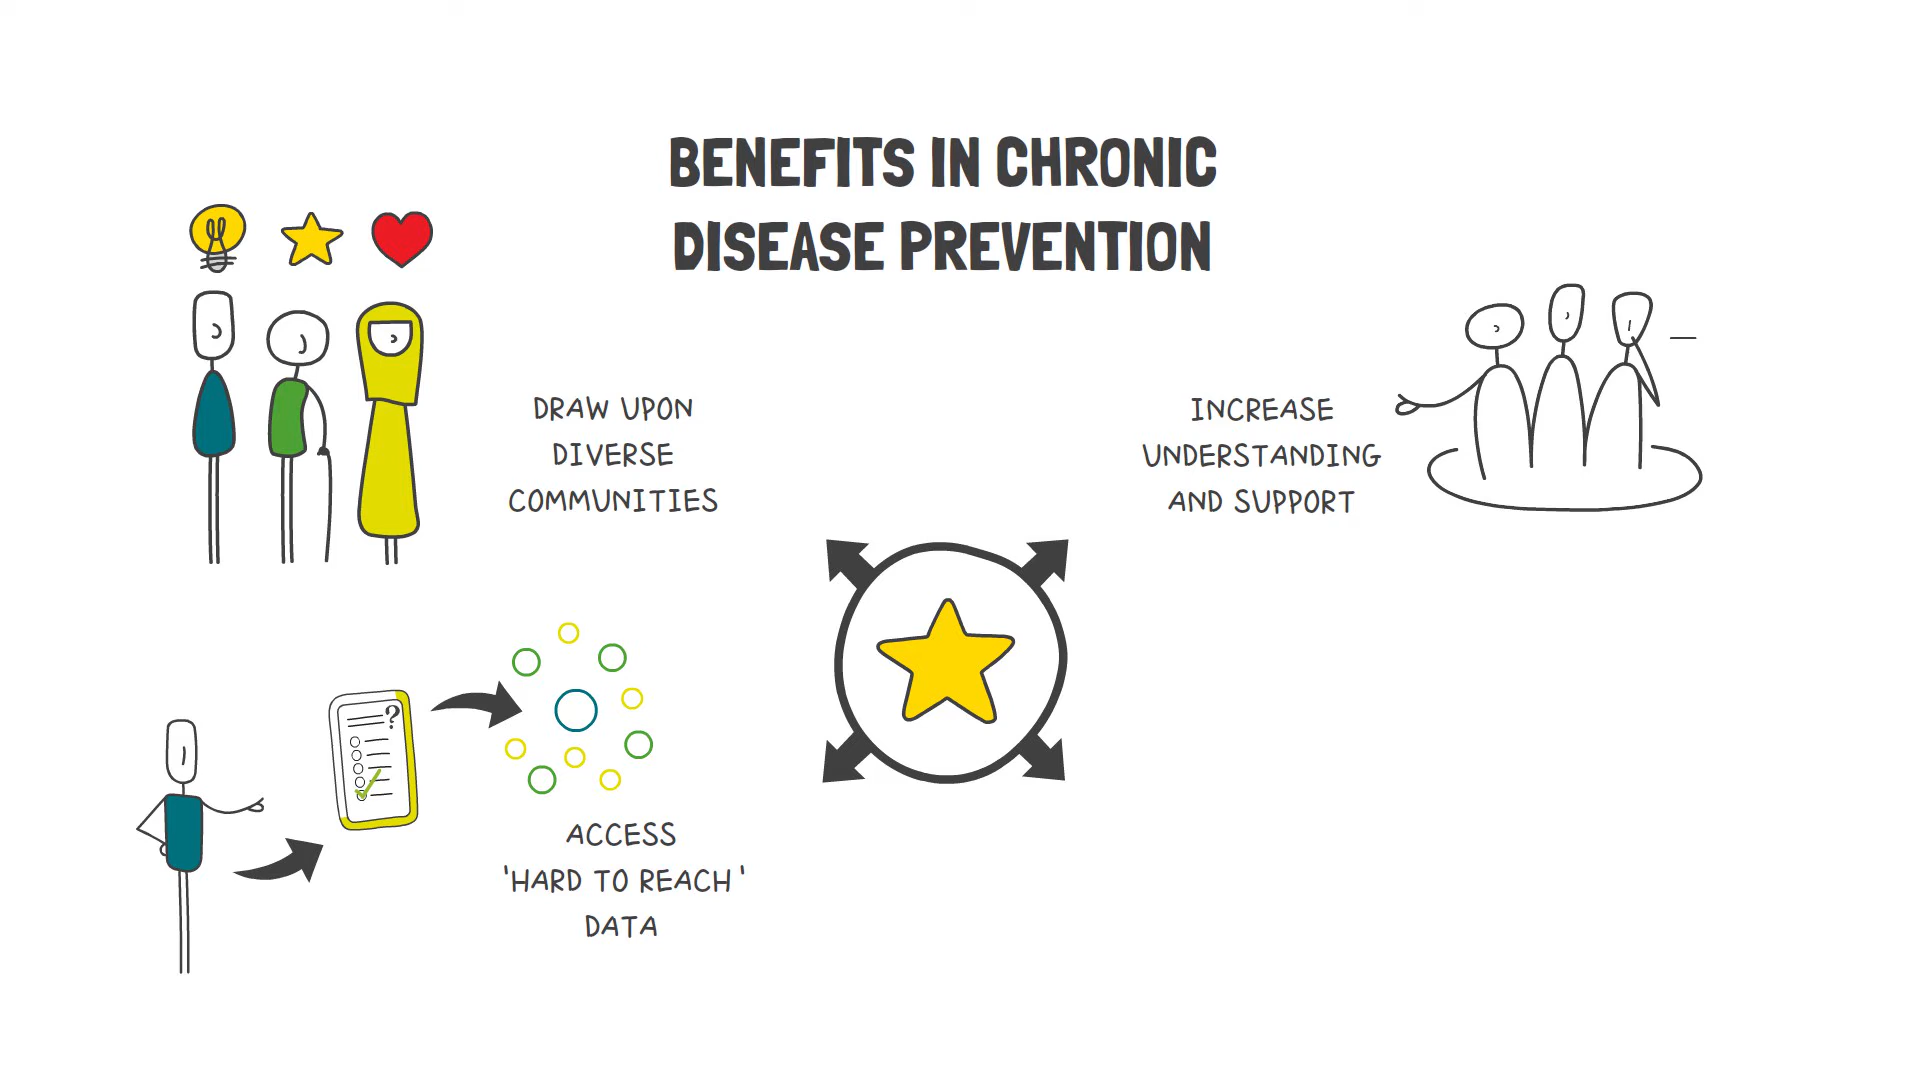 BENEFITS IN CHRONIC
DISEASE PREVENTION
DRAW UPON
DIVERSE
COMMUNITIES
INCREASE
UNDERSTANDING
AND SUPPORT
?
ACCESS
'HARD TO REACH'
DATA